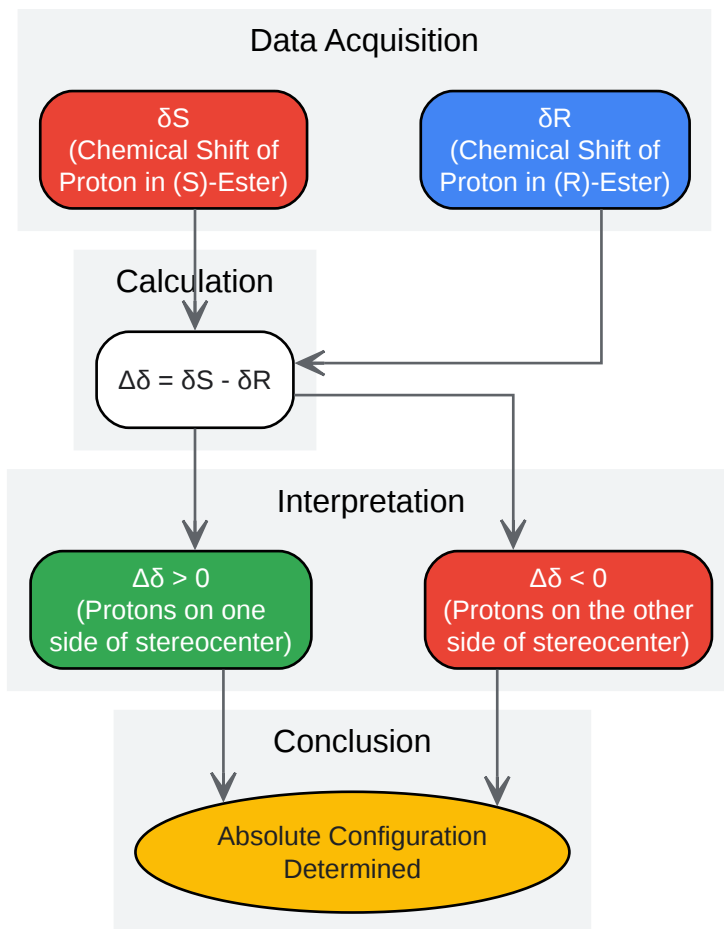 Data Acquisition
δS
(Chemical Shift of
Proton in (S)-Ester)
δR
(Chemical Shift of
Proton in (R)-Ester)
Calculation
Δδ = δS - δR
Interpretation
Δδ > 0
(Protons on one
side of stereocenter)
Δδ < 0
(Protons on the other
side of stereocenter)
Conclusion
Absolute Configuration
Determined